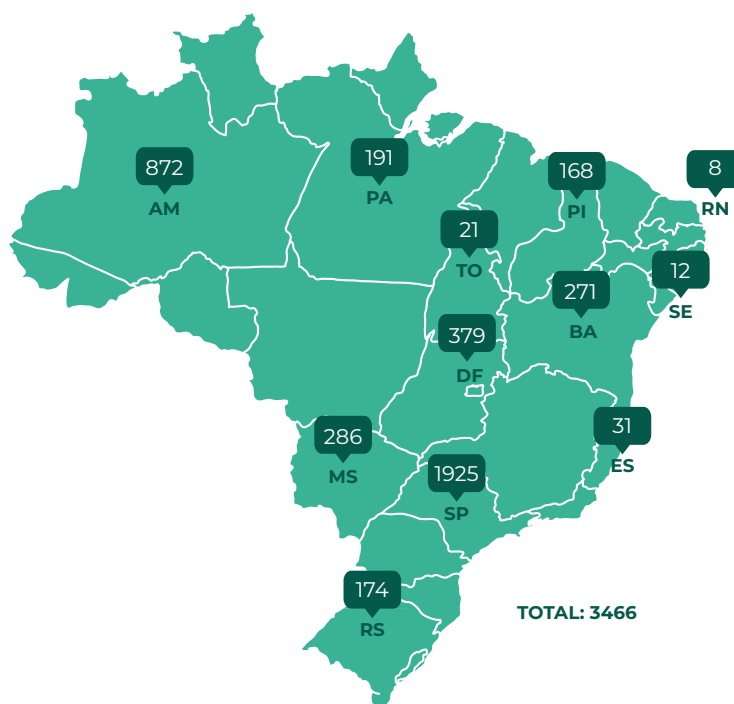 872
AM
191
PA
168
PI
8
RN
21
TO
271
BA
12
SE
379
DF
286
MS
1925
SP
31
ES
174
RS
TOTAL: 3466